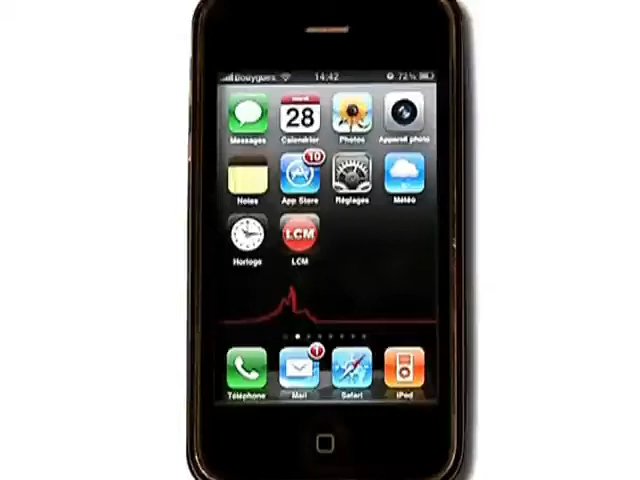 Bouygues 14:42 72%
28
Messages Calendrier Photos Appareil photo
10
Notes App Store Réglages Météo
LCM
Horloge LCM
1
Téléphone Mail Safari iPod